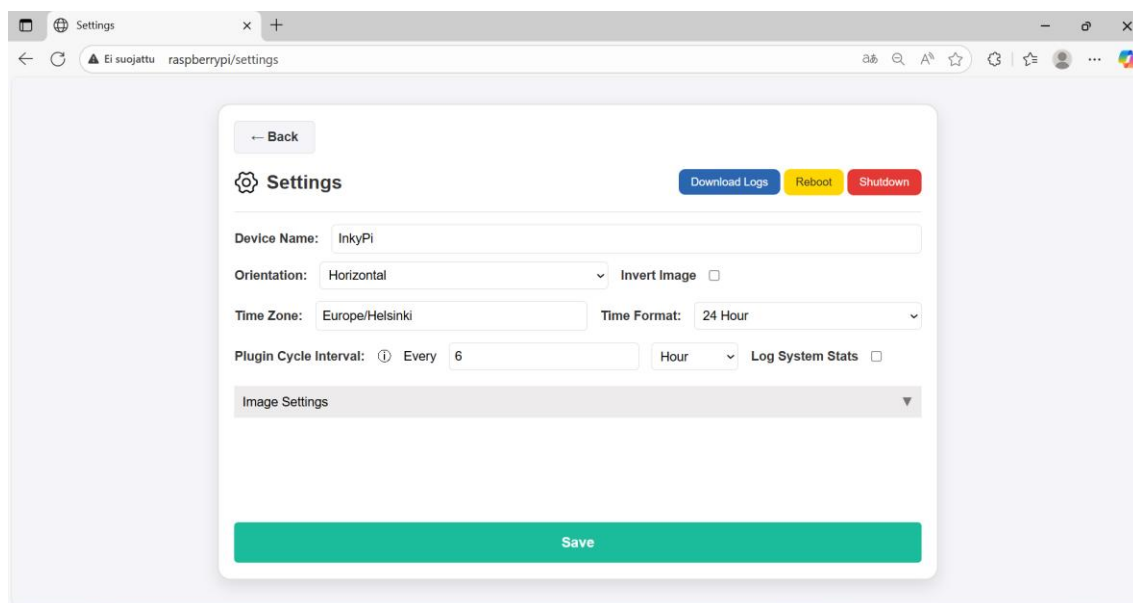 Settings
Ei suojattu raspberrypi/settings
← Back
Settings Download Logs Reboot Shutdown
Device Name: InkyPi
Orientation: Horizontal Invert Image
Time Zone: Europe/Helsinki Time Format: 24 Hour
Plugin Cycle Interval: Every 6 Hour Log System Stats
Image Settings
Save